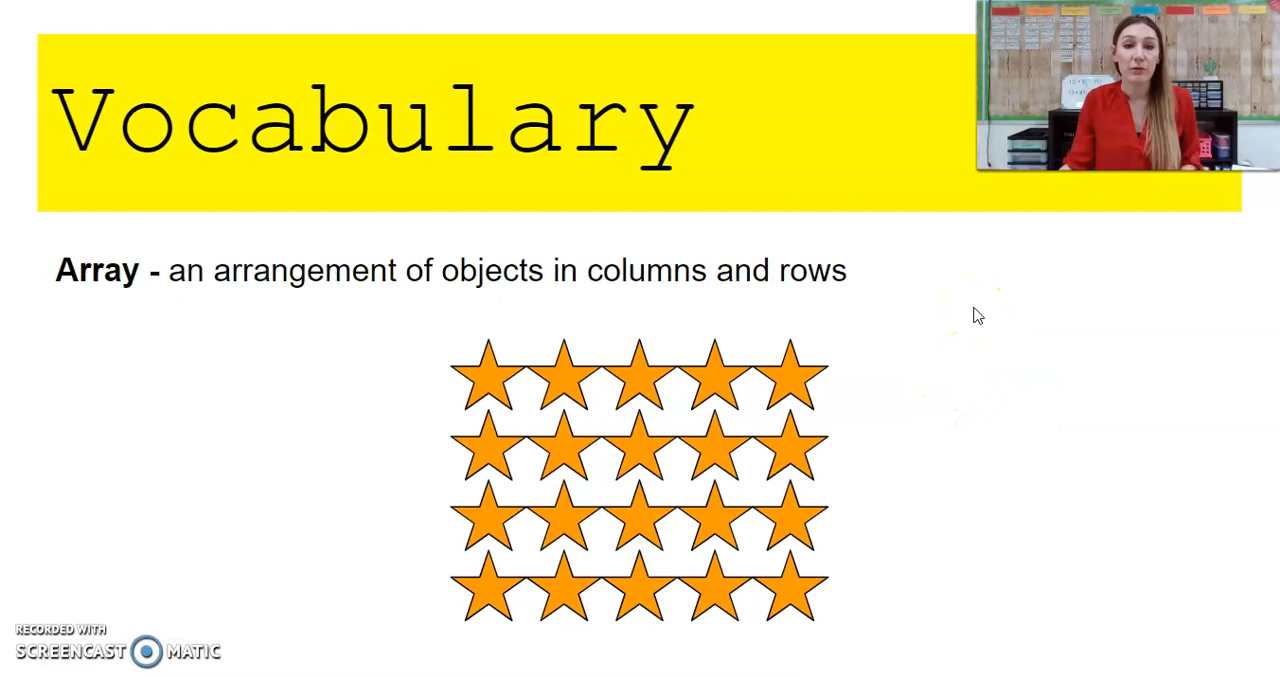 Vocabulary
Array - an arrangement of objects in columns and rows
RECORDED WITH
SCREENCAST MATIC